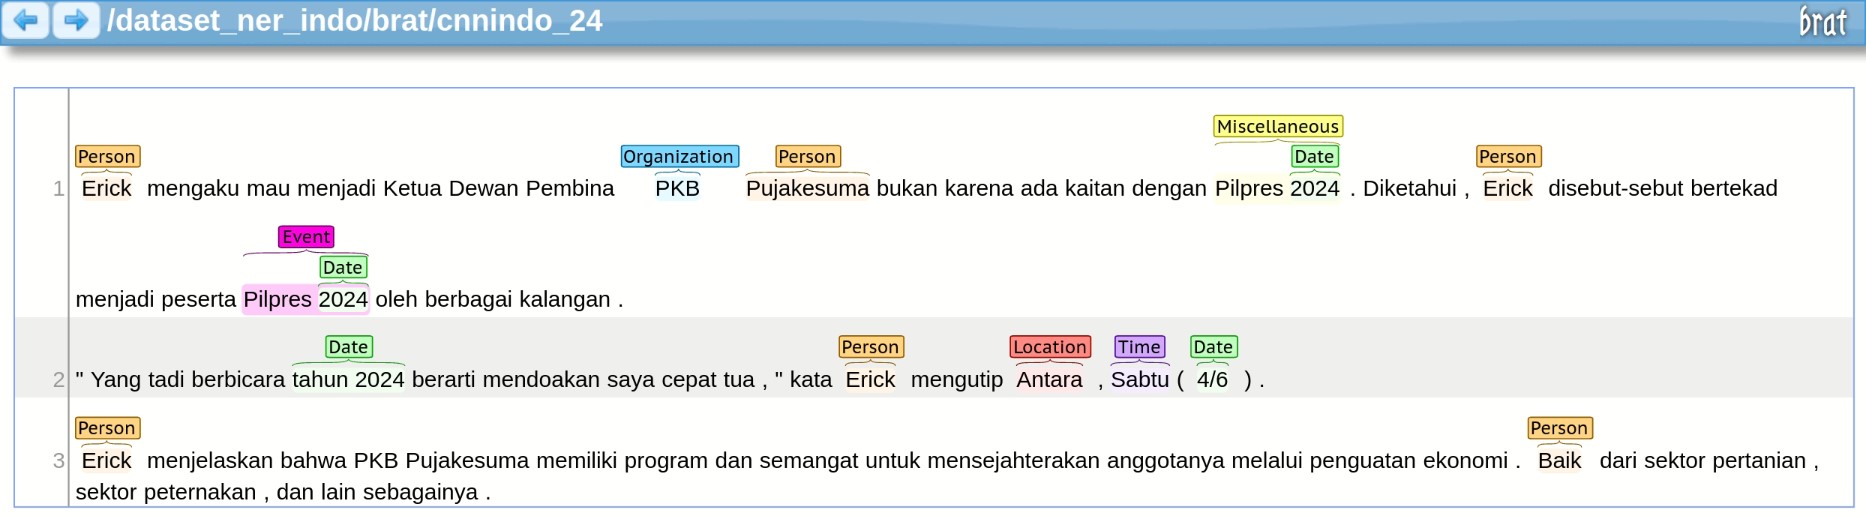 /dataset_ner_indo/brat/cnnindo_24 brat
Miscellaneous
Person Organization Person Date Person
1 Erick mengaku mau menjadi Ketua Dewan Pembina PKB Pujakesuma bukan karena ada kaitan dengan Pilpres 2024 . Diketahui , Erick disebut-sebut bertekad
Event
Date
menjadi peserta Pilpres 2024 oleh berbagai kalangan .
Date Person Location Time Date
2 " Yang tadi berbicara tahun 2024 berarti mendoakan saya cepat tua , " kata Erick mengutip Antara , Sabtu ( 4/6 ) .
Person Person
3 Erick menjelaskan bahwa PKB Pujakesuma memiliki program dan semangat untuk mensejahterakan anggotanya melalui penguatan ekonomi . Baik dari sektor pertanian ,
sektor peternakan , dan lain sebagainya .